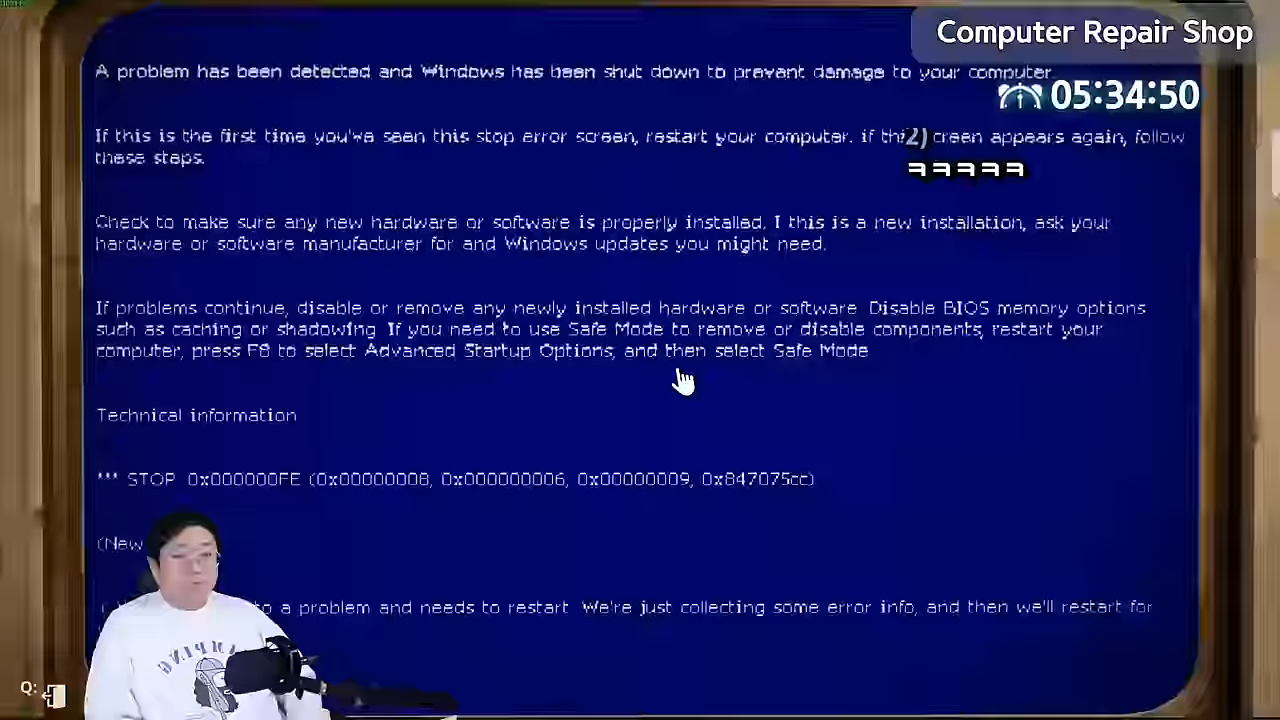 Computer Repair Shop
A problem has been detected and Windows has been shut down to prevent damage to your computer.
05:34:50
If this is the first time you've seen this stop error screen, restart your computer. if thi creen appears again, follow
2)
these steps.
ㅋㅋㅋㅋㅋ
Check to make sure any new hardware or software is properly installed. I this is a new installation, ask your
hardware or software manufacturer for and Windows updates you might need.
If problems continue, disable or remove any newly installed hardware or software. Disable BIOS memory options
such as caching or shadowing. If you need to use Safe Mode to remove or disable components, restart your
computer, press F8 to select Advanced Startup Options, and then select Safe Mode
Technical information
*** STOP 0x000000FE (0x00000008, 0x000000006, 0x00000009, 0x847075cc)
(New
to a problem and needs to restart. We're just collecting some error info, and then we'll restart for
Q: